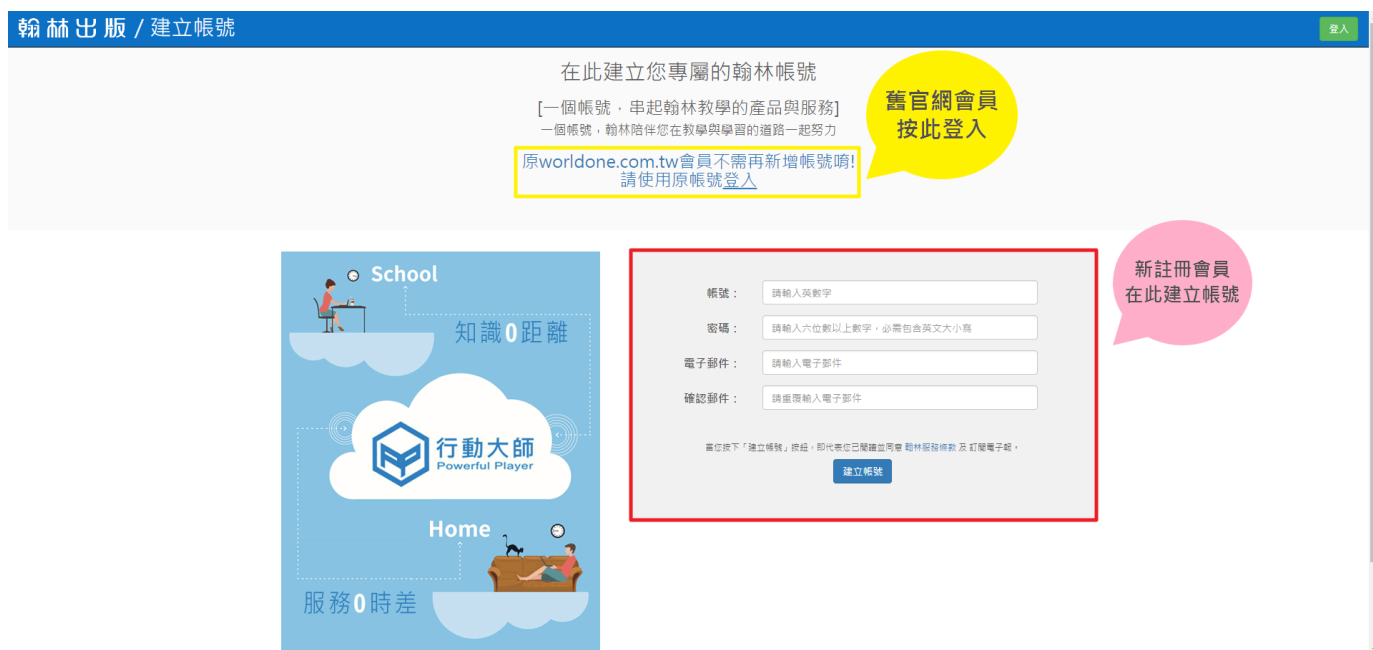 翰林出版 / 建立帳號
登入
在此建立您專屬的翰林帳號
[一個帳號，串起翰林教學的產品與服務]
一個帳號，翰林陪伴您在教學與學習的道路一起努力
原worldone.com.tw會員不需再新增帳號唷!
請使用原帳號登入
舊官網會員
按此登入
新註冊會員
在此建立帳號
School
知識0距離
行動大師
Powerful Player
Home
服務0時差
帳號：
請輸入英數字
密碼：
請輸入六位數以上數字，必需包含英文大小寫
電子郵件：
請輸入電子郵件
確認郵件：
請重覆輸入電子郵件
當您按下「建立帳號」按鈕，即代表您已閱讀並同意 翰林服務條款 及 訂閱電子報。
建立帳號